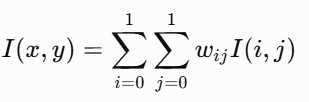 I(x, y) = \sum_{i=0}^{1} \sum_{j=0}^{1} w_{ij} I(i, j)